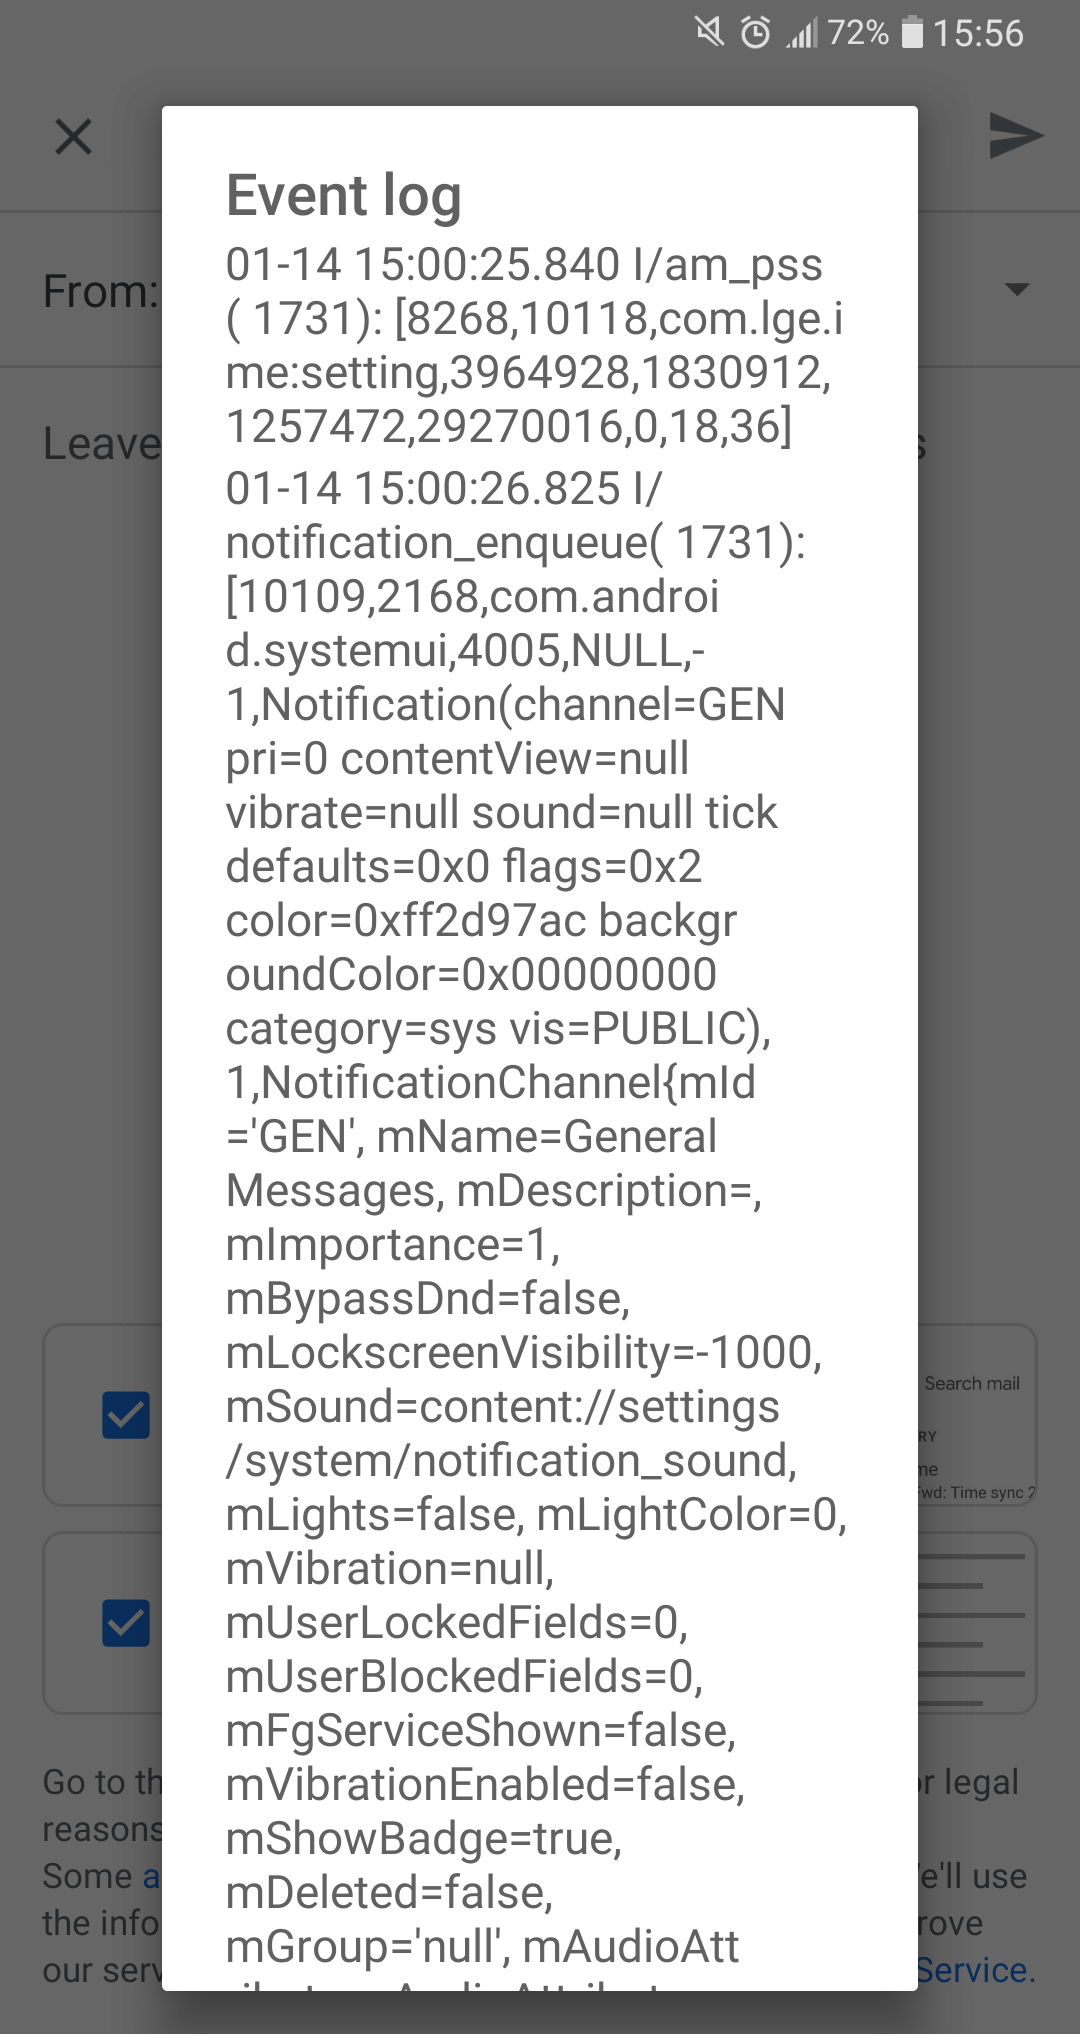 72% 15:56
From:
Leave
s
Event log
01-14 15:00:25.840 I/am_pss
( 1731): [8268,10118,com.lge.i
me:setting,3964928,1830912,
1257472,29270016,0,18,36]
01-14 15:00:26.825 I/
notification_enqueue( 1731):
[10109,2168,com.androi
d.systemui,4005,NULL,-
1,Notification(channel=GEN
pri=0 contentView=null
vibrate=null sound=null tick
defaults=0x0 flags=0x2
color=0xff2d97ac backgr
oundColor=0x00000000
category=sys vis=PUBLIC),
1,NotificationChannel{mId
='GEN', mName=General
Messages, mDescription=,
mImportance=1,
mBypassDnd=false,
mLockscreenVisibility=-1000,
mSound=content://settings
/system/notification_sound,
mLights=false, mLightColor=0,
mVibration=null,
mUserLockedFields=0,
mUserBlockedFields=0,
mFgServiceShown=false,
mVibrationEnabled=false,
mShowBadge=true,
mDeleted=false,
mGroup='null', mAudioAtt
Search mail
RY
me
Fwd: Time sync 2
Go to th
r legal
reasons
Some a
e'll use
the info
rove
our serv
Service.